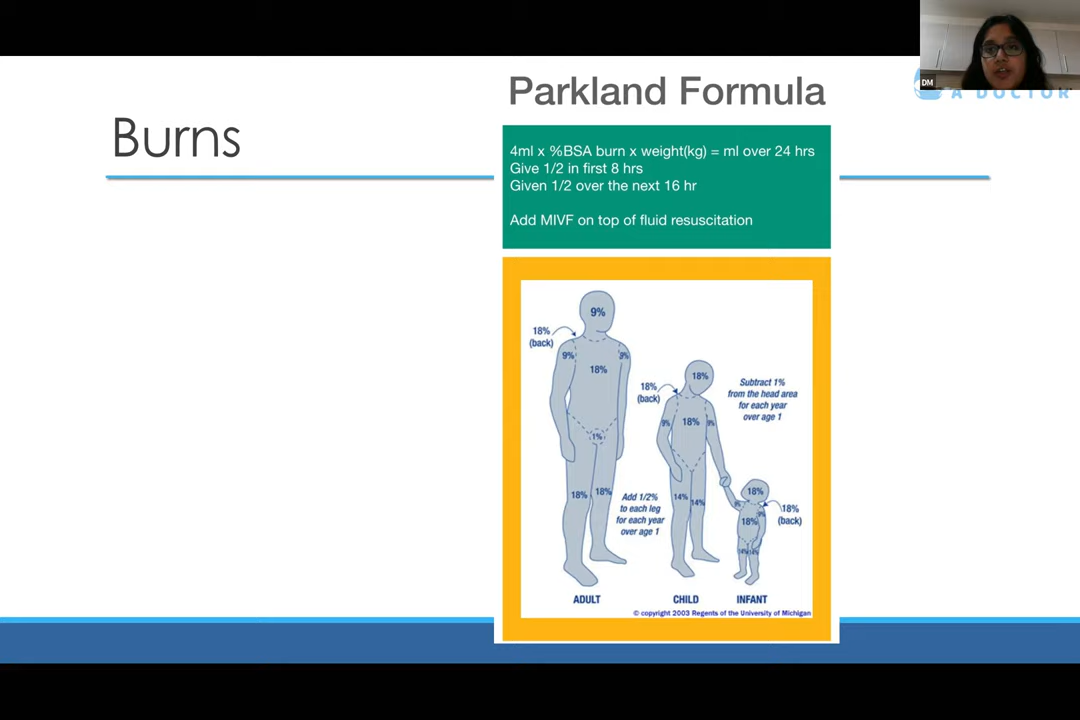 DM
A DOCTOR
Parkland Formula
Burns
4ml x %BSA burn x weight(kg) = ml over 24 hrs
Give 1/2 in first 8 hrs
Given 1/2 over the next 16 hr
Add MIVF on top of fluid resuscitation
9%
18%
(back)
9%
9%
18%
1%
18%
18%
Add 1/2%
to each leg
for each year
over age 1
ADULT
18%
18%
(back)
9%
18%
9%
14%
14%
CHILD
Subtract 1%
from the head area
for each year
over age 1
18%
9%
9%
18%
(back)
18%
14%
14%
INFANT
© copyright 2003 Regents of the University of Michigan